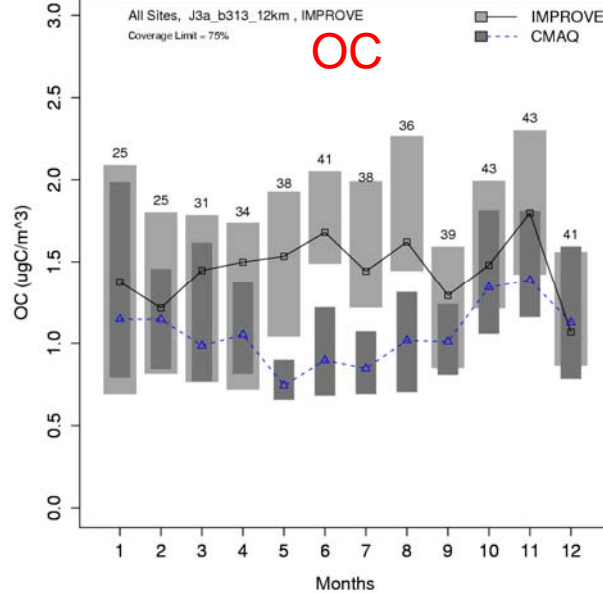 All Sites, J3a_b313_12km , IMPROVE
Coverage Limit = 75%
OC
IMPROVE
CMAQ
3.0
2.5
2.0
1.5
1.0
0.5
0.0
OC (ugC/m^3)
25
25
31
34
38
41
38
36
39
43
43
41
1 2 3 4 5 6 7 8 9 10 11 12
Months